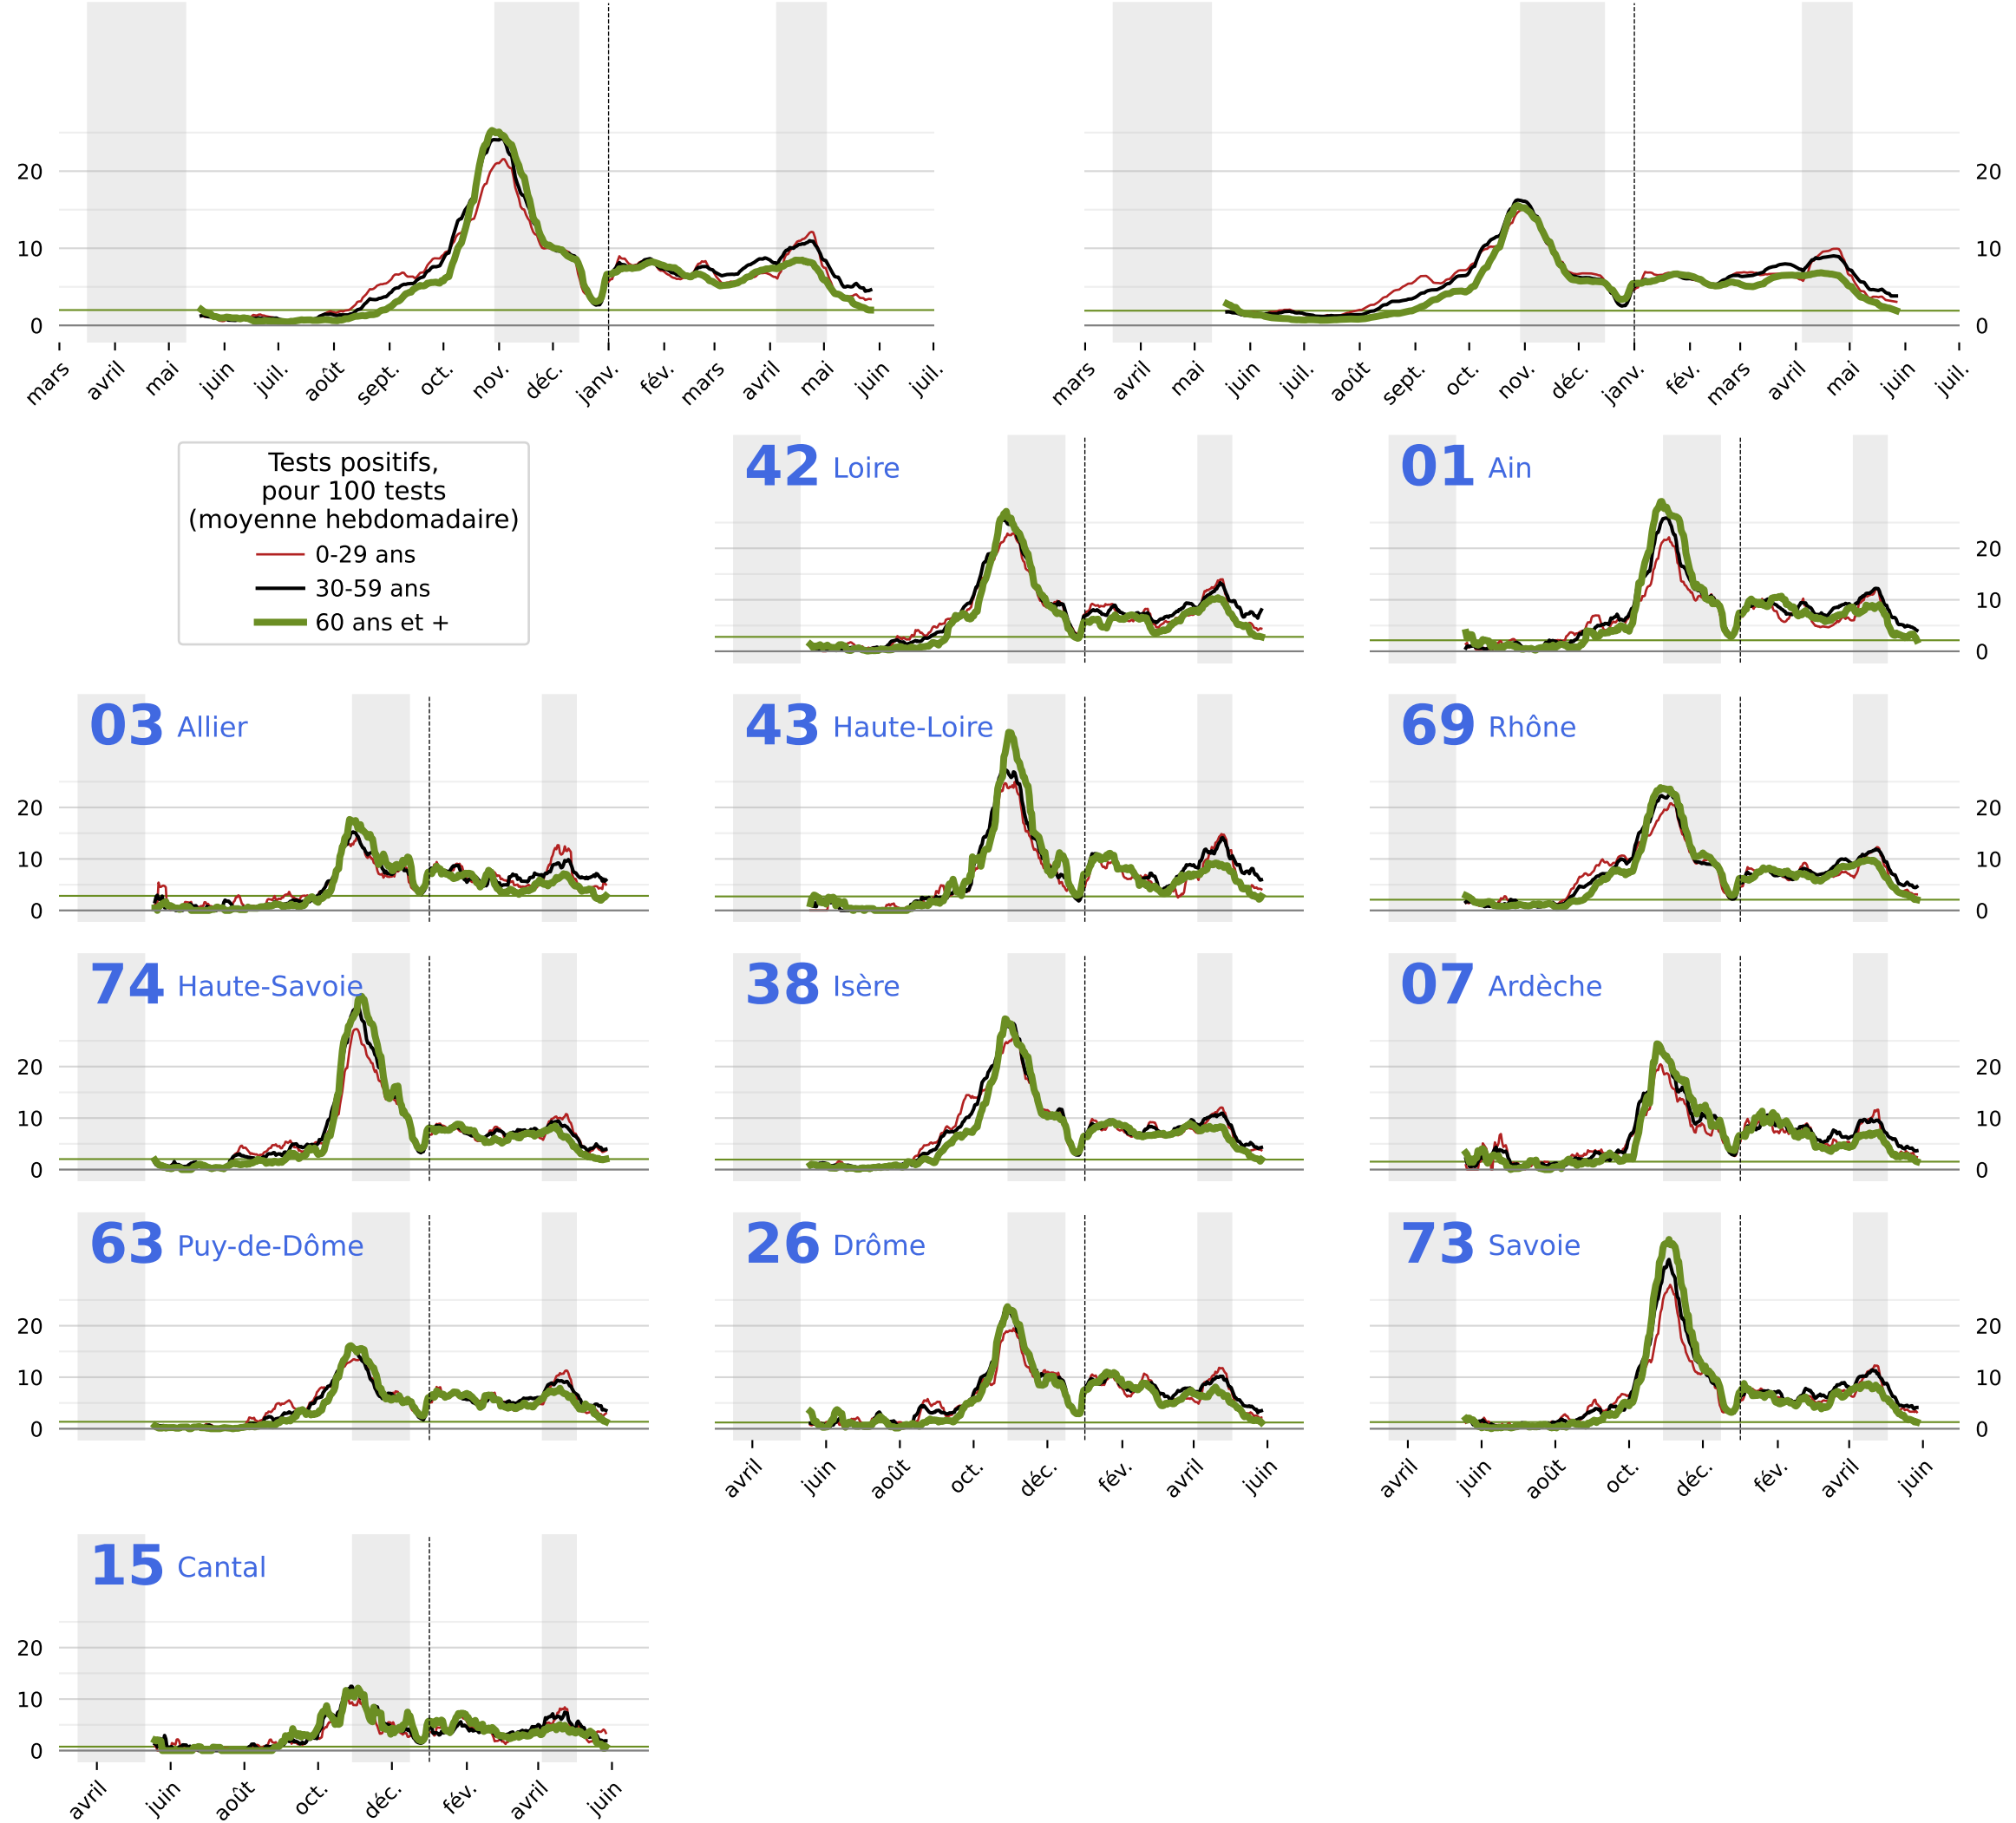 20 20
10 10
0 0
mars avril mai juin juil. août sept. oct. nov. déc. janv. fév. mars avril mai juin juil.
mars avril mai juin juil. août sept. oct. nov. déc. janv. fév. mars avril mai juin juil.
Tests positifs,
pour 100 tests
(moyenne hebdomadaire)
0-29 ans
30-59 ans
60 ans et +
42 Loire
01 Ain
20
10
0
03 Allier
43 Haute-Loire
69 Rhône
20 20
10 10
0 0
74 Haute-Savoie
38 Isère
07 Ardèche
20 20
10 10
0 0
63 Puy-de-Dôme
26 Drôme
73 Savoie
20 20
10 10
0 0
avril juin août oct. déc. fév. avril juin
avril juin août oct. déc. fév. avril juin
15 Cantal
20
10
0
avril juin août oct. déc. fév. avril juin